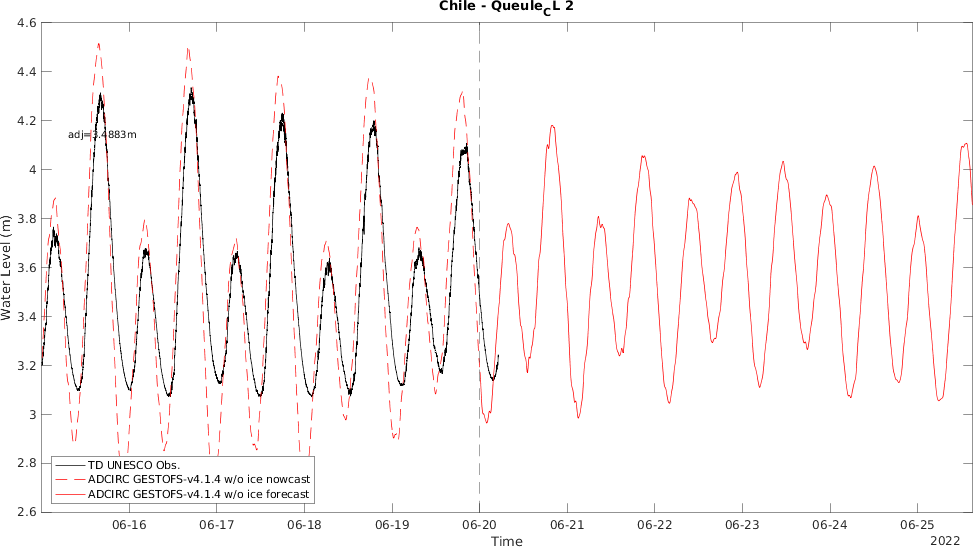 Chile - Queule_CL 2
4.6
4.4
4.2
4
3.8
3.6
3.4
3.2
3
2.8
2.6
Water Level (m)
adj=3.4883m
TD UNESCO Obs.
ADCIRC GESTOFS-v4.1.4 w/o ice nowcast
ADCIRC GESTOFS-v4.1.4 w/o ice forecast
06-16 06-17 06-18 06-19 06-20 06-21 06-22 06-23 06-24 06-25
Time
2022